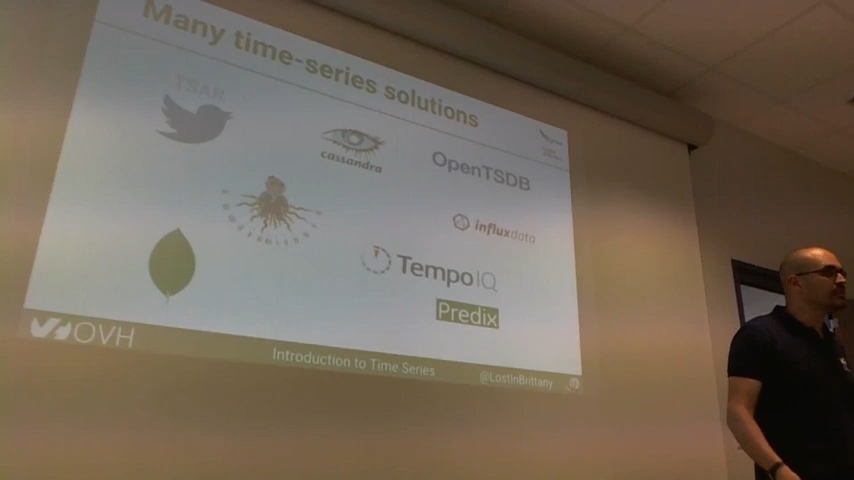 Many time-series solutions
TSAR
cassandra
OpenTSDB
influxdata
TempoIQ
Predix
OVH
Introduction to Time Series
@LostInBrittany